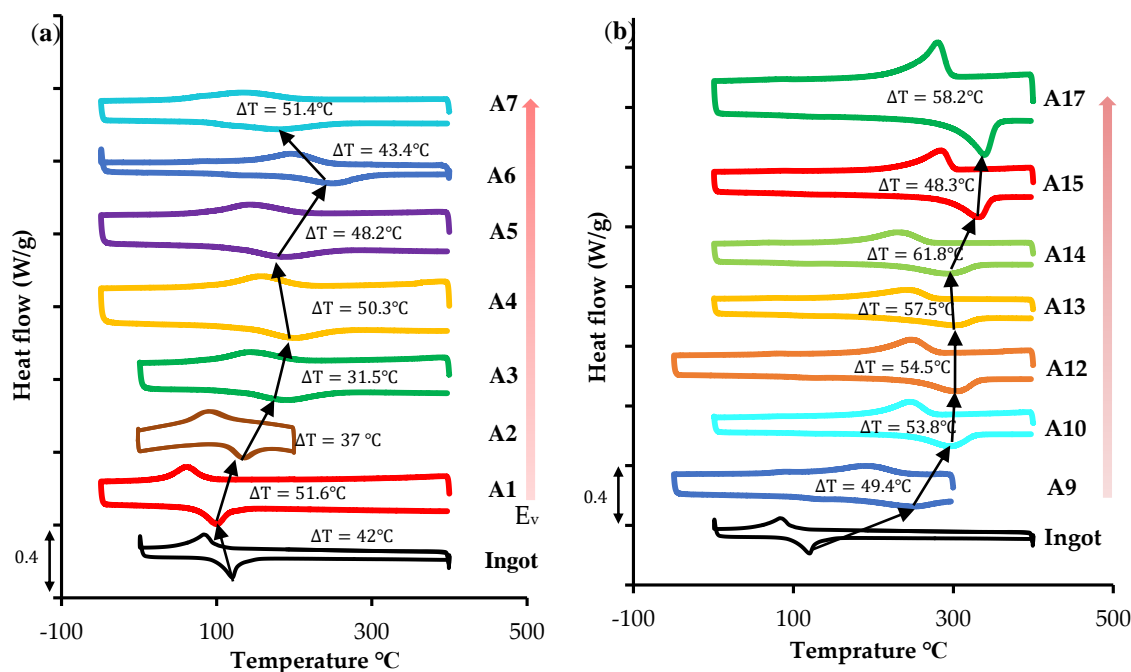 (a)
Heat flow (W/g)
A7
ΔT = 51.4°C
A6
ΔT = 43.4°C
A5
ΔT = 48.2°C
A4
ΔT = 50.3°C
A3
ΔT = 31.5°C
A2
ΔT = 37 °C
A1
ΔT = 51.6°C
Ev
Ingot
ΔT = 42°C
0.4
-100 100 300 500
Temperature °C
(b)
Heat flow (W/g)
A17
ΔT = 58.2°C
A15
ΔT = 48.3°C
A14
ΔT = 61.8°C
A13
ΔT = 57.5°C
A12
ΔT = 54.5°C
A10
ΔT = 53.8°C
A9
ΔT = 49.4°C
0.4
Ingot
-100 100 300 500
Temprature °C